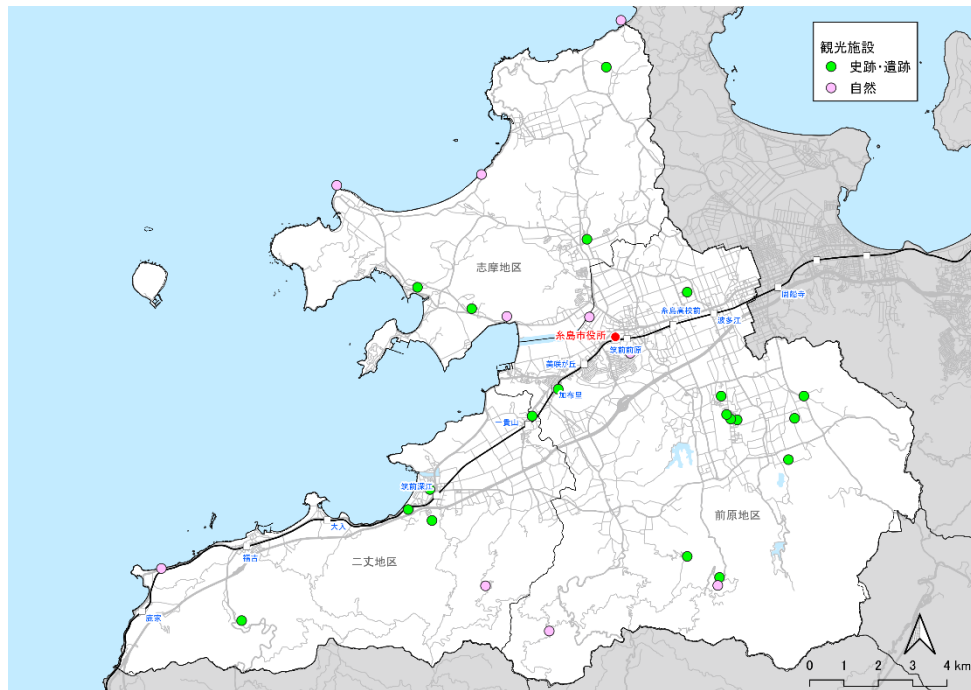 観光施設
史跡・遺跡
自然
志摩地区
周船寺
糸島高校前
波多江
糸島市役所
筑前前原
美咲が丘
加布里
一貴山
筑前深江
前原地区
大入
福吉
二丈地区
鹿家
0 1 2 3 4 km